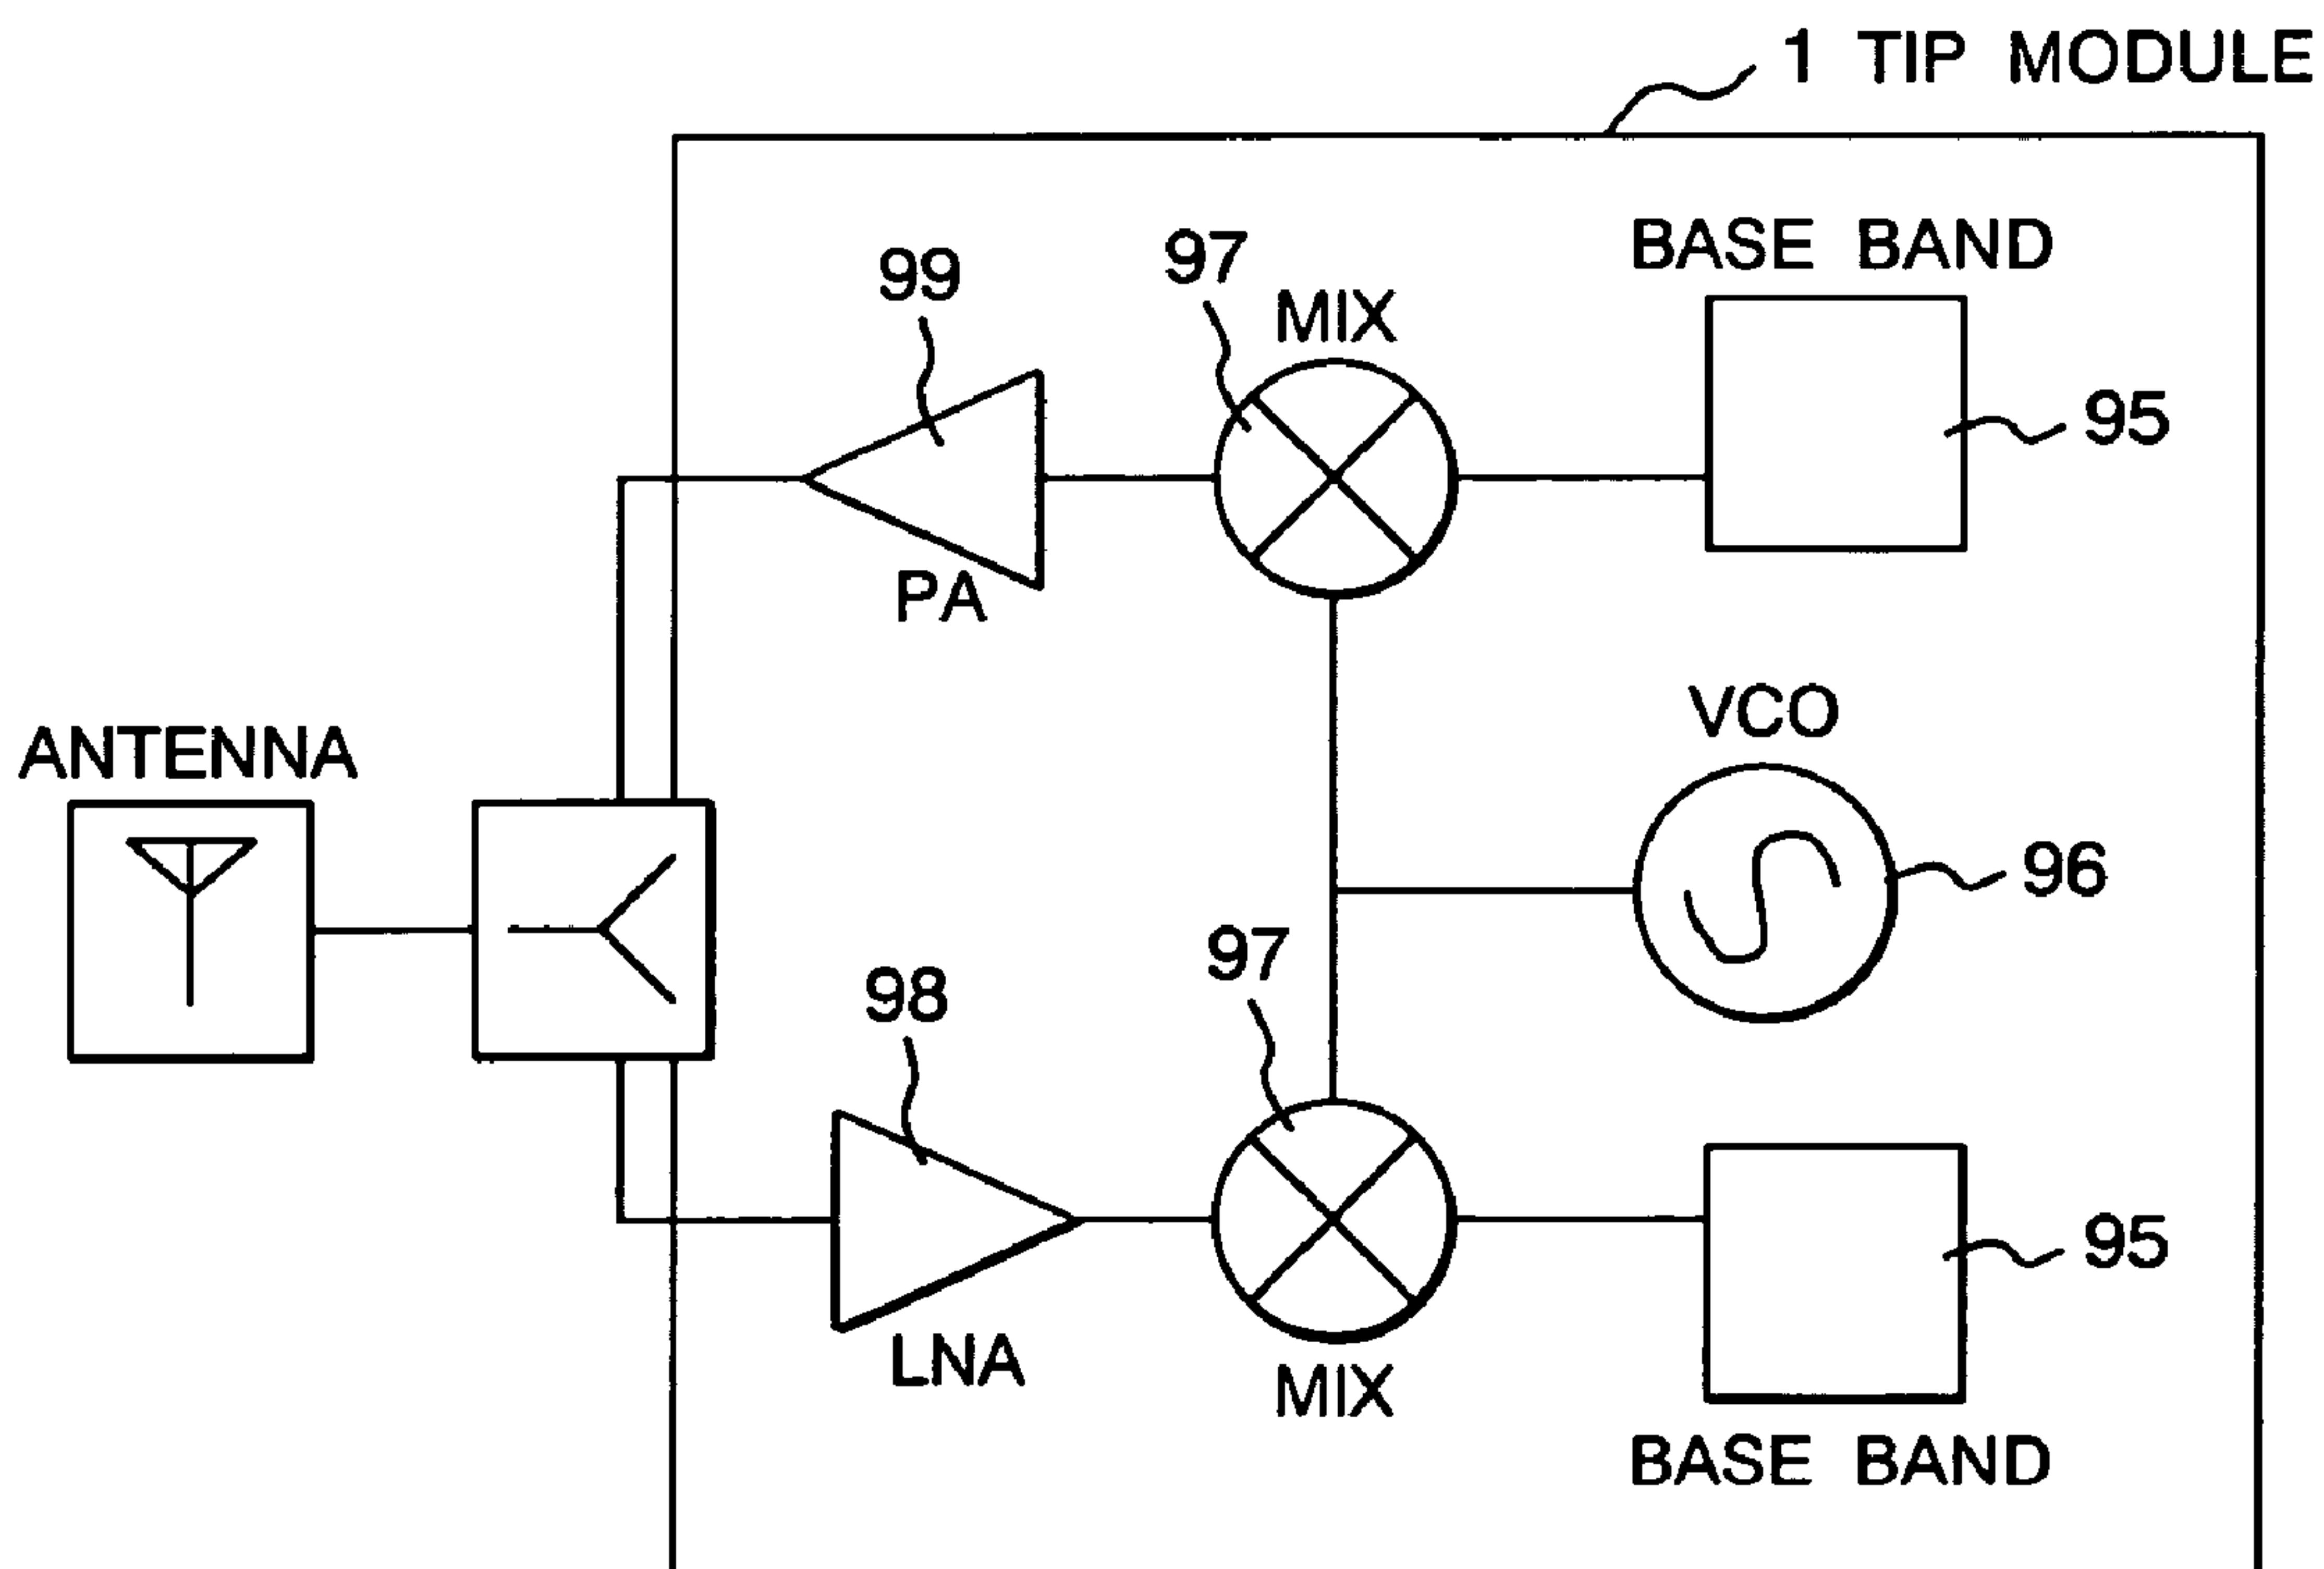 1 TIP MODULE
BASE BAND
97
99
MIX
95
PA
VCO
ANTENNA
96
97
98
95
LNA
MIX
BASE BAND